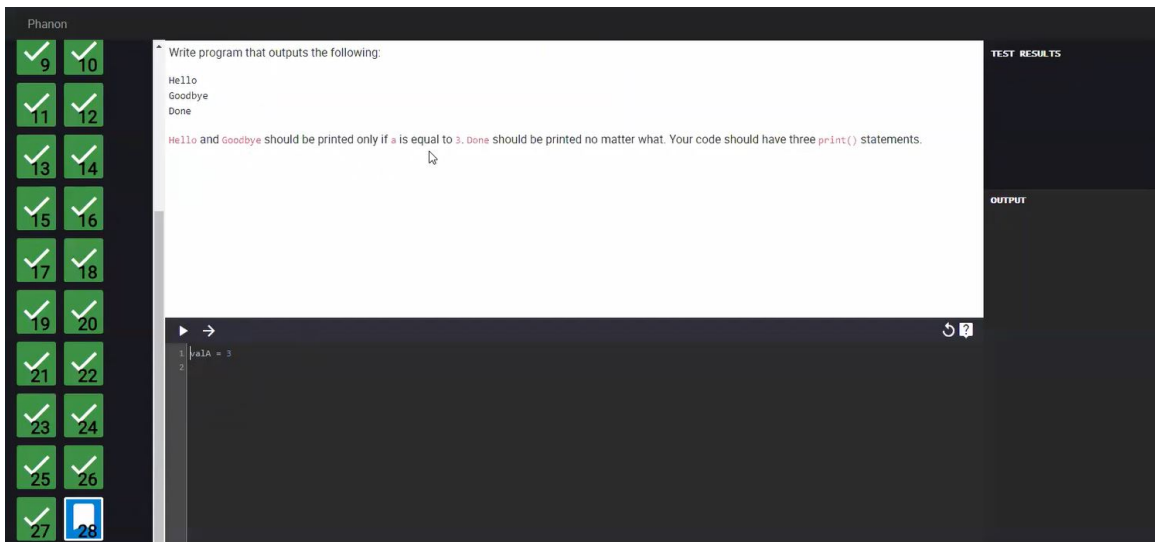 Phanon
9 10
11 12
13 14
15 16
17 18
19 20
21 22
23 24
25 26
27 28
Write program that outputs the following:
Hello
Goodbye
Done
Hello and Goodbye should be printed only if a is equal to 3. Done should be printed no matter what. Your code should have three print() statements.
1 valA = 3
2
TEST RESULTS
OUTPUT